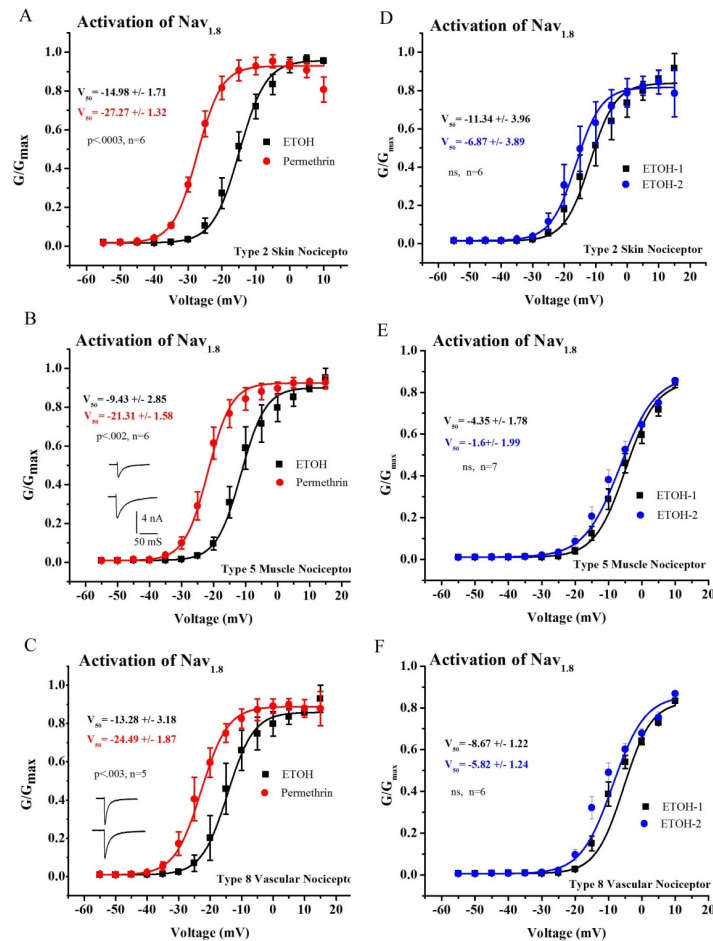 A
Activation of Nav1.8
G/Gmax
1.0
0.8
0.6
0.4
0.2
0.0
V50= -14.98 +/- 1.71
V50= -27.27 +/- 1.32
p<.0003, n=6
ETOH
Permethrin
Type 2 Skin Nocicepto
-60 -50 -40 -30 -20 -10 0 10 20
Voltage (mV)
D
Activation of Nav1.8
G/Gmax
1.0
0.8
0.6
0.4
0.2
0.0
V50= -11.34 +/- 3.96
V50= -6.87 +/- 3.89
ns, n=6
ETOH-1
ETOH-2
Type 2 Skin Nociceptor
-60 -50 -40 -30 -20 -10 0 10 20
Voltage (mV)
B
Activation of Nav1.8
G/Gmax
1.0
0.8
0.6
0.4
0.2
0.0
V50= -9.43 +/- 2.85
V50= -21.31 +/- 1.58
p<.002, n=6
4 nA
50 mS
ETOH
Permethrin
Type 5 Muscle Nociceptor
-60 -50 -40 -30 -20 -10 0 10 20
Voltage (mV)
E
Activation of Nav1.8
G/Gmax
1.0
0.8
0.6
0.4
0.2
0.0
V50= -4.35 +/- 1.78
V50= -1.6+/- 1.99
ns, n=7
ETOH-1
ETOH-2
Type 5 Muscle Nociceptor
-60 -50 -40 -30 -20 -10 0 10 20
Voltage (mV)
C
Activation of Nav1.8
G/Gmax
1.0
0.8
0.6
0.4
0.2
0.0
V50= -13.28 +/- 3.18
V50= -24.49 +/- 1.87
p<.003, n=5
ETOH
Permethrin
Type 8 Vascular Nocicepto
-60 -50 -40 -30 -20 -10 0 10 20
Voltage (mV)
F
Activation of Nav1.8
G/Gmax
1.0
0.8
0.6
0.4
0.2
0.0
V50= -8.67 +/- 1.22
V50= -5.82 +/- 1.24
ns, n=6
ETOH-1
ETOH-2
Type 8 Vascular Nociceptor
-60 -50 -40 -30 -20 -10 0 10 20
Voltage (mV)